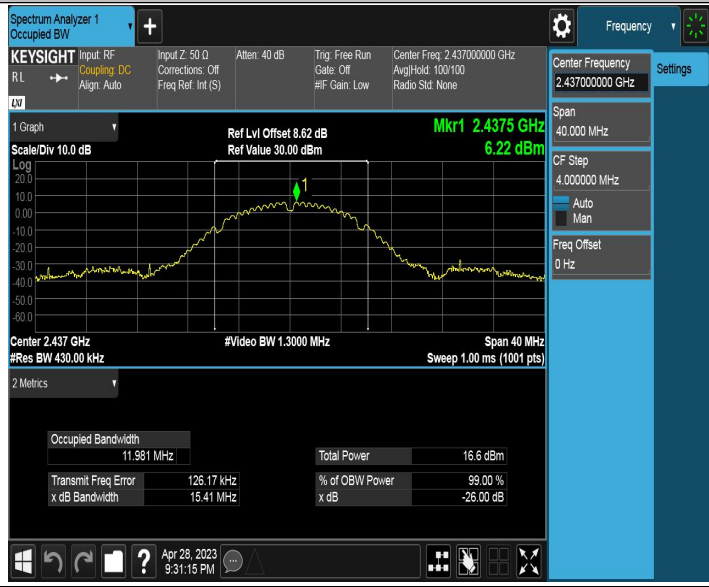 Spectrum Analyzer 1
Occupied BW
+
Frequency
KEYSIGHT
RL
LXI
Input: RF
Coupling: DC
Align: Auto
Input Z: 50 Ω
Corrections: Off
Freq Ref: Int (S)
Atten: 40 dB
Trig: Free Run
Gate: Off
#IF Gain: Low
Center Freq: 2.437000000 GHz
Avg|Hold: 100/100
Radio Std: None
Center Frequency
2.437000000 GHz
Settings
Span
40.000 MHz
CF Step
4.000000 MHz
Auto
Man
Freq Offset
0 Hz
1 Graph
Scale/Div 10.0 dB
Ref Lvl Offset 8.62 dB
Ref Value 30.00 dBm
Mkr1 2.4375 GHz
6.22 dBm
Log
20.0
10.0
0.00
-10.0
-20.0
-30.0
-40.0
-50.0
-60.0
1
Center 2.437 GHz
#Res BW 430.00 kHz
#Video BW 1.3000 MHz
Span 40 MHz
Sweep 1.00 ms (1001 pts)
2 Metrics
Occupied Bandwidth
11.981 MHz
Transmit Freq Error 126.17 kHz
x dB Bandwidth 15.41 MHz
Total Power 16.6 dBm
% of OBW Power 99.00 %
x dB -26.00 dB
?
Apr 28, 2023
9:31:15 PM